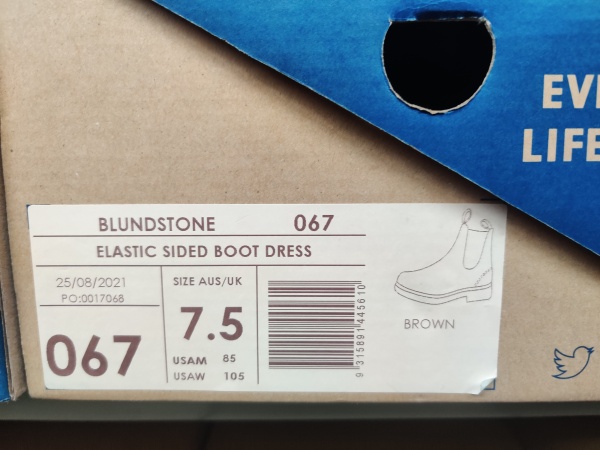 EV
LIFE
BLUNDSTONE 067
ELASTIC SIDED BOOT DRESS
25/08/2021
PO:0017068
067
SIZE AUS/UK
7.5
USAM 85
USAW 105
9 315891 445610
BROWN